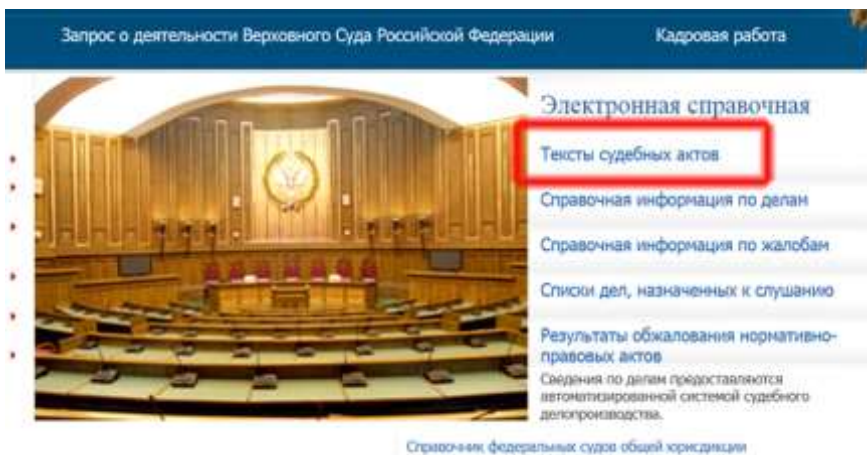 Запрос о деятельности Верховного Суда Российской Федерации
Кадровая работа
Электронная справочная
Тексты судебных актов
Справочная информация по делам
Справочная информация по жалобам
Списки дел, назначенных к слушанию
Результаты обжалования нормативно-
правовых актов
Сведения по делам предоставляются
автоматизированной системой судебного
делопроизводства.
Справочник федеральных судов общей юрисдикции